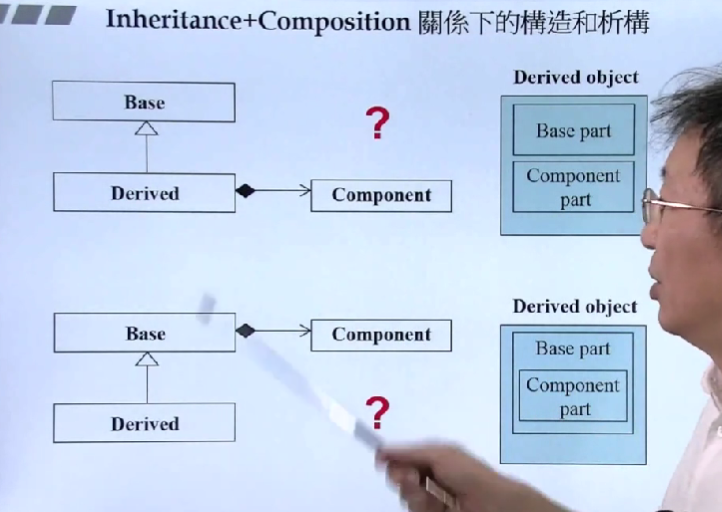 Inheritance+Composition 關係下的構造和析構
Base
?
Derived
Component
Derived object
Base part
Component
part
Base
Component
Derived
?
Derived object
Base part
Component
part